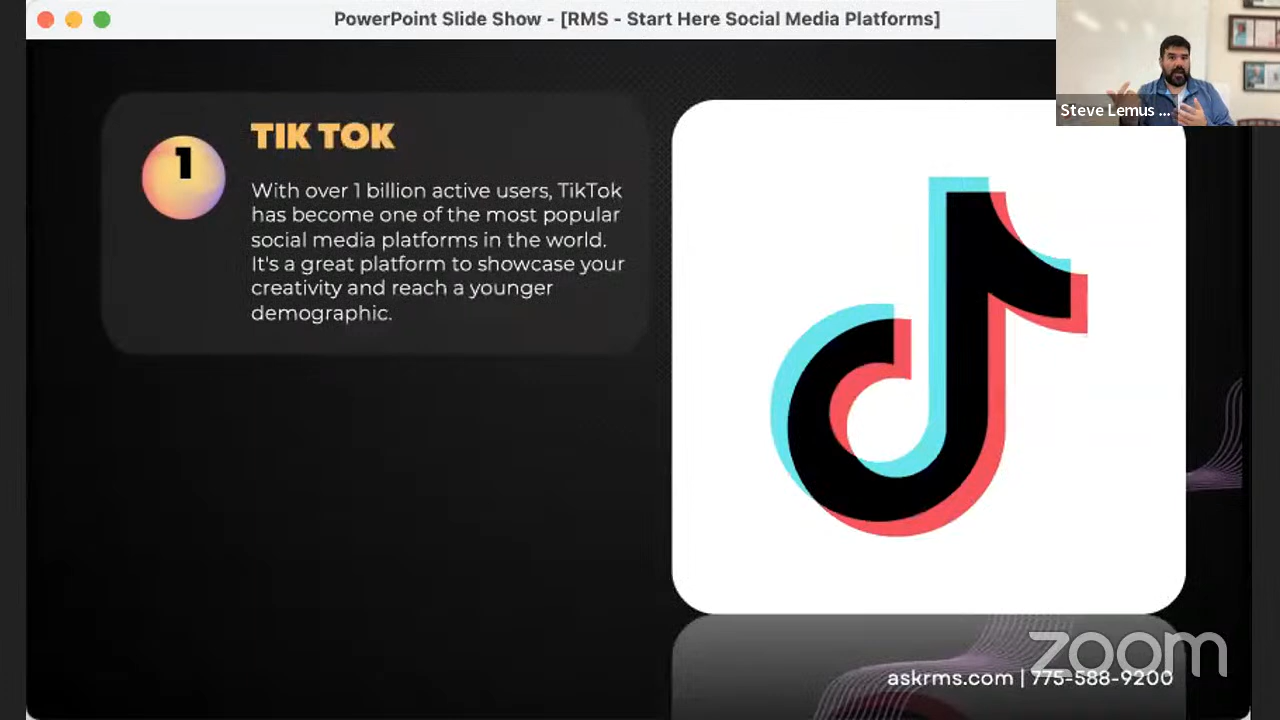 PowerPoint Slide Show - [RMS - Start Here Social Media Platforms]
Steve Lemus ...
1
TIK TOK
With over 1 billion active users, TikTok
has become one of the most popular
social media platforms in the world.
It's a great platform to showcase your
creativity and reach a younger
demographic.
zoom
askrms.com | 775-588-9200